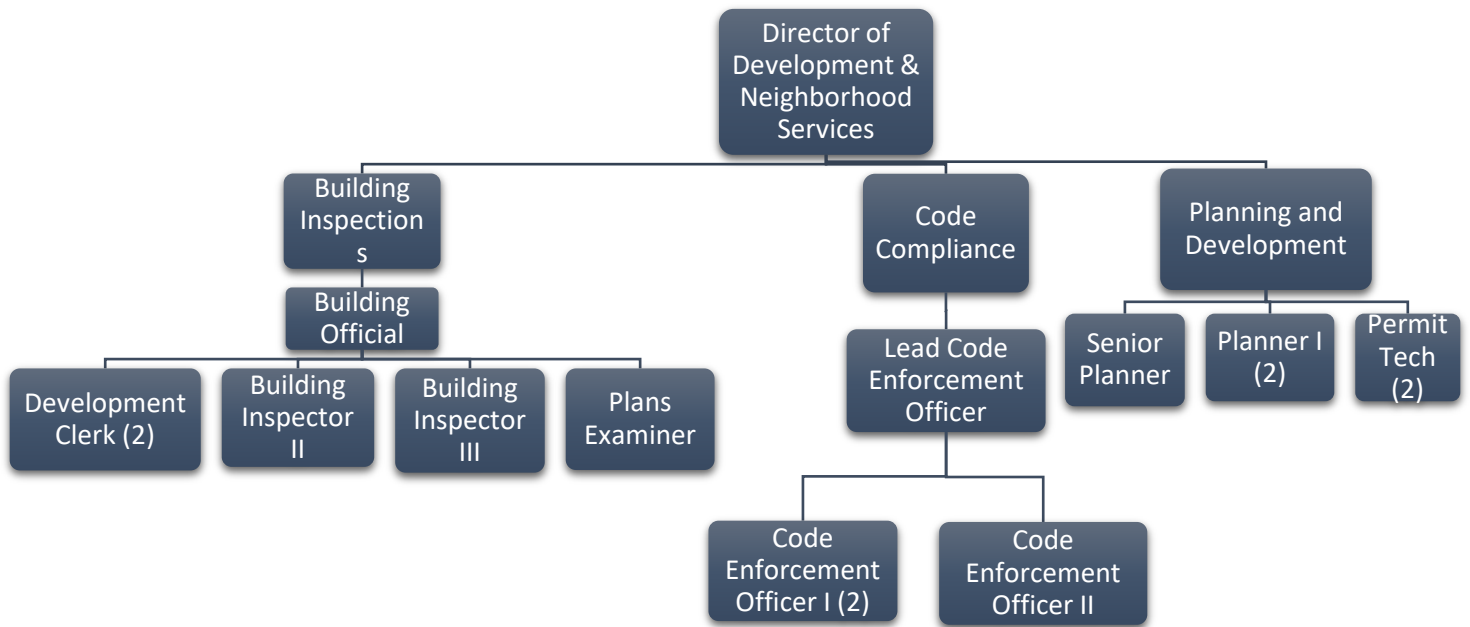 Director of
Development &
Neighborhood
Services
Building
Inspection
s
Code
Compliance
Planning and
Development
Building
Official
Lead Code
Enforcement
Officer
Senior
Planner
Planner I
(2)
Permit
Tech
(2)
Development
Clerk (2)
Building
Inspector
II
Building
Inspector
III
Plans
Examiner
Code
Enforcement
Officer I (2)
Code
Enforcement
Officer II